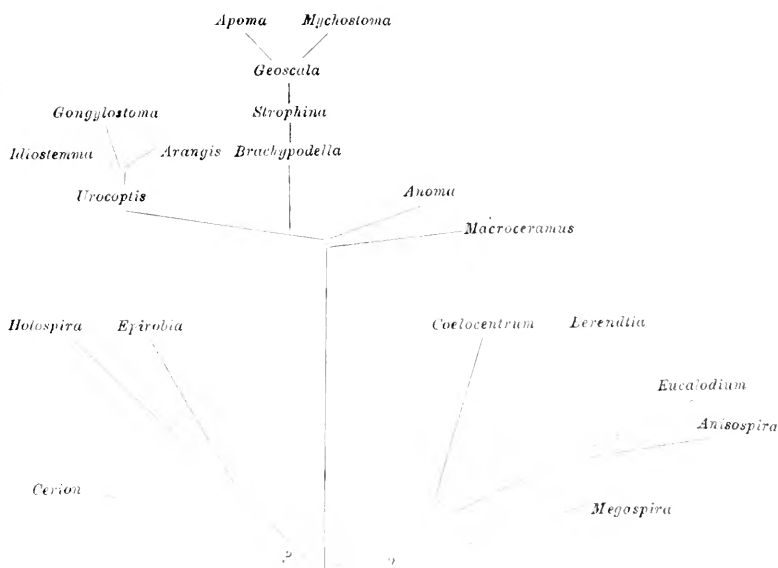 Apoma Mychostoma
Geoscala
Gongylostoma Strophina
Idiostemma Arangis Brachypodella
Urocoptis Anoma
Macroceramus
Holospira Epirobia Coelocentrum Berendtia
Eucalodium
Anisospira
Cerion Megaspira
? ?